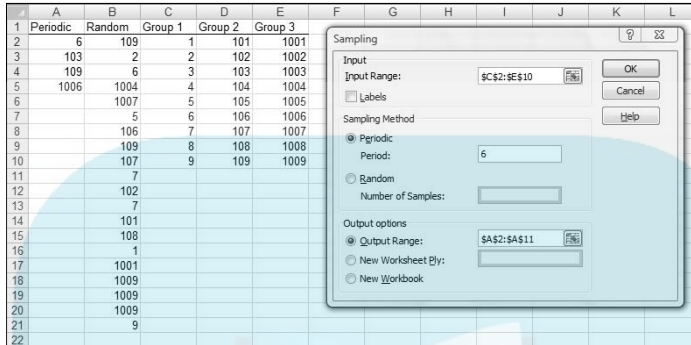 A B C D E F G H I J K L
1 Periodic Random Group 1 Group 2 Group 3
2 6 109 1 101 1001
3 103 2 2 102 1002
4 109 6 3 103 1003
5 1006 1004 4 104 1004
6 1007 5 105 1005
7 5 6 106 1006
8 106 7 107 1007
9 109 8 108 1008
10 107 9 109 1009
11 7
12 102
13 7
14 101
15 108
16 1
17 1001
18 1009
19 1009
20 1009
21 9
22
Sampling
Input
Input Range: $C$2:$E$10
Labels
Sampling Method
Periodic
Period: 6
Random
Number of Samples:
Output options
Output Range: $A$2:$A$11
New Worksheet Ply:
New Workbook
?
OK
Cancel
Help